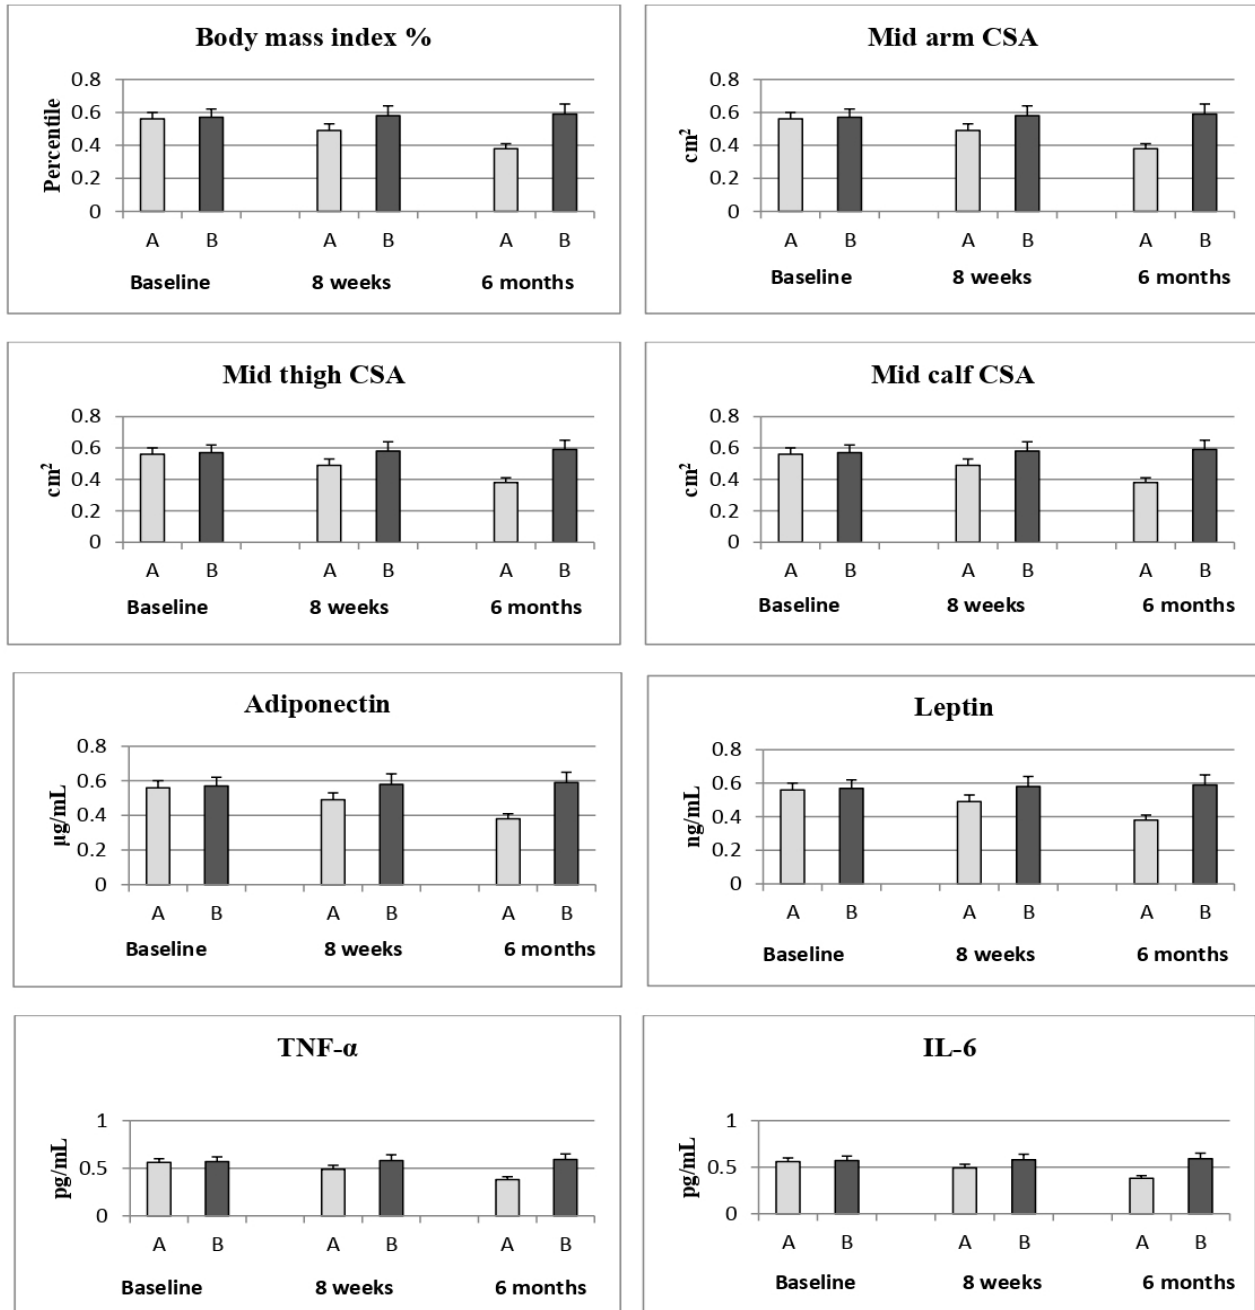 Body mass index %
Percentile
0.8
0.6
0.4
0.2
0
A B A B A B
Baseline 8 weeks 6 months
Mid arm CSA
cm²
0.8
0.6
0.4
0.2
0
A B A B A B
Baseline 8 weeks 6 months
Mid thigh CSA
cm²
0.8
0.6
0.4
0.2
0
A B A B A B
Baseline 8 weeks 6 months
Mid calf CSA
cm²
0.8
0.6
0.4
0.2
0
A B A B A B
Baseline 8 weeks 6 months
Adiponectin
µg/mL
0.8
0.6
0.4
0.2
0
A B A B A B
Baseline 8 weeks 6 months
Leptin
ng/mL
0.8
0.6
0.4
0.2
0
A B A B A B
Baseline 8 weeks 6 months
TNF-α
pg/mL
1
0.5
0
A B A B A B
Baseline 8 weeks 6 months
IL-6
pg/mL
1
0.5
0
A B A B A B
Baseline 8 weeks 6 months